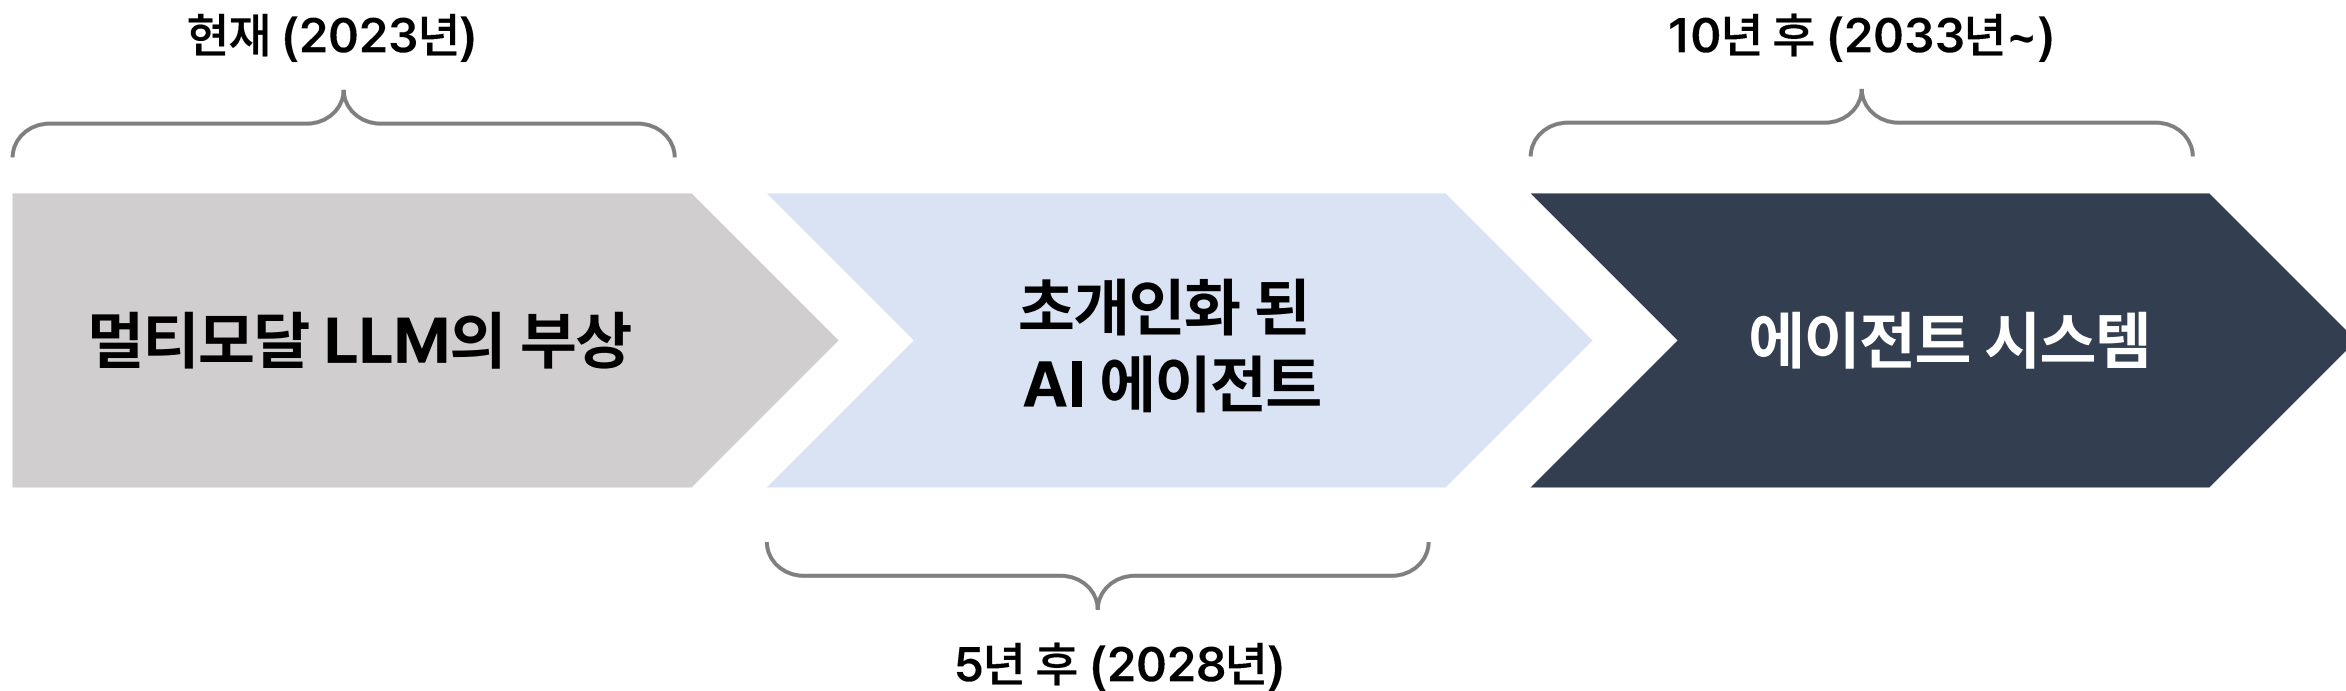 현재 (2023년)
10년 후 (2033년~)
멀티모달 LLM의 부상
초개인화 된
AI 에이전트
에이전트 시스템
5년 후 (2028년)